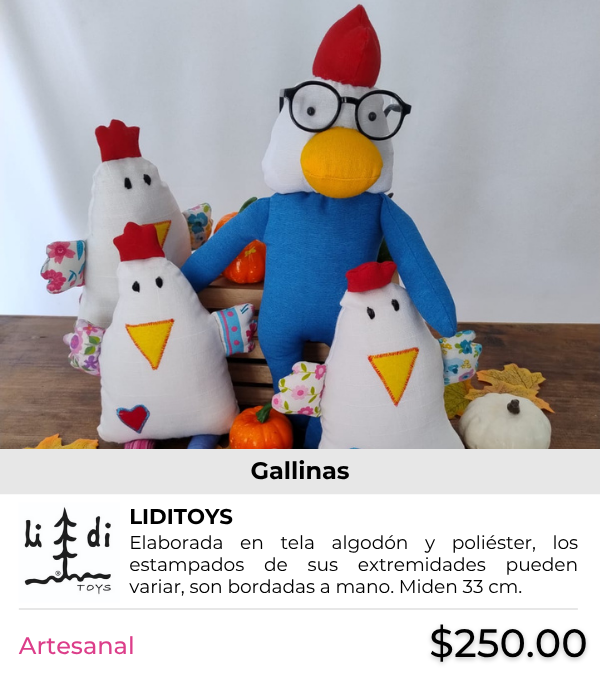 Gallinas
li di
TOYS
LIDITOYS
Elaborada en tela algodón y poliéster, los
estampados de sus extremidades pueden
variar, son bordadas a mano. Miden 33 cm.
Artesanal
$250.00